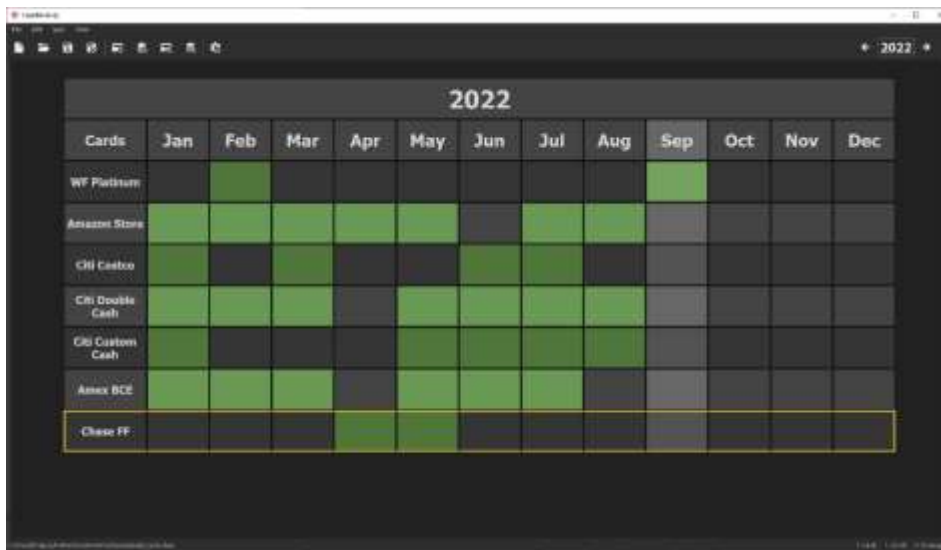 2022
2022
Cards Jan Feb Mar Apr May Jun Jul Aug Sep Oct Nov Dec
WF Platinum
Amazon Store
Citi Costco
Citi Double
Cash
Citi Custom
Cash
Amex BCE
Chase FF